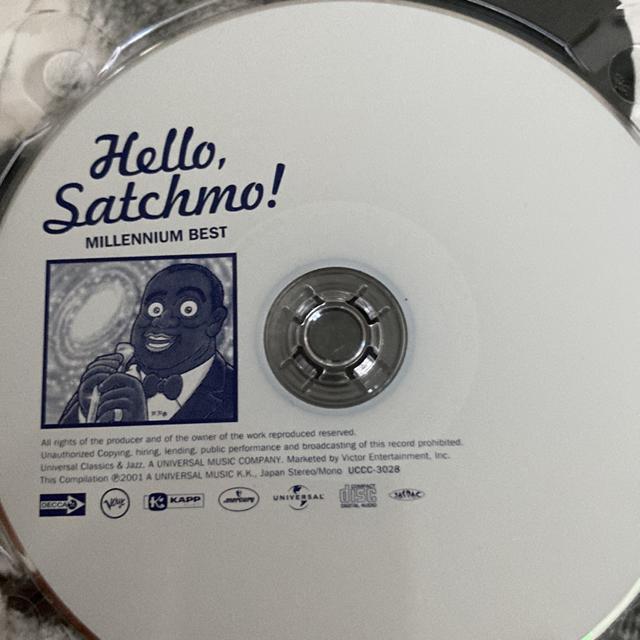 Hello,
Satchmo!
MILLENNIUM BEST
All rights of the producer and of the owner of the work reproduced reserved.
Unauthorized Copying, hiring, lending, public performance and broadcasting of this record prohibited.
Universal Classics & Jazz. A UNIVERSAL MUSIC COMPANY. Marketed by Victor Entertainment, Inc.
This Compilation ℗2001 A UNIVERSAL MUSIC K.K., Japan Stereo/Mono UCCC-3028
DECCA Verve KAPP mercury UNIVERSAL COMPACT disc DIGITAL AUDIO